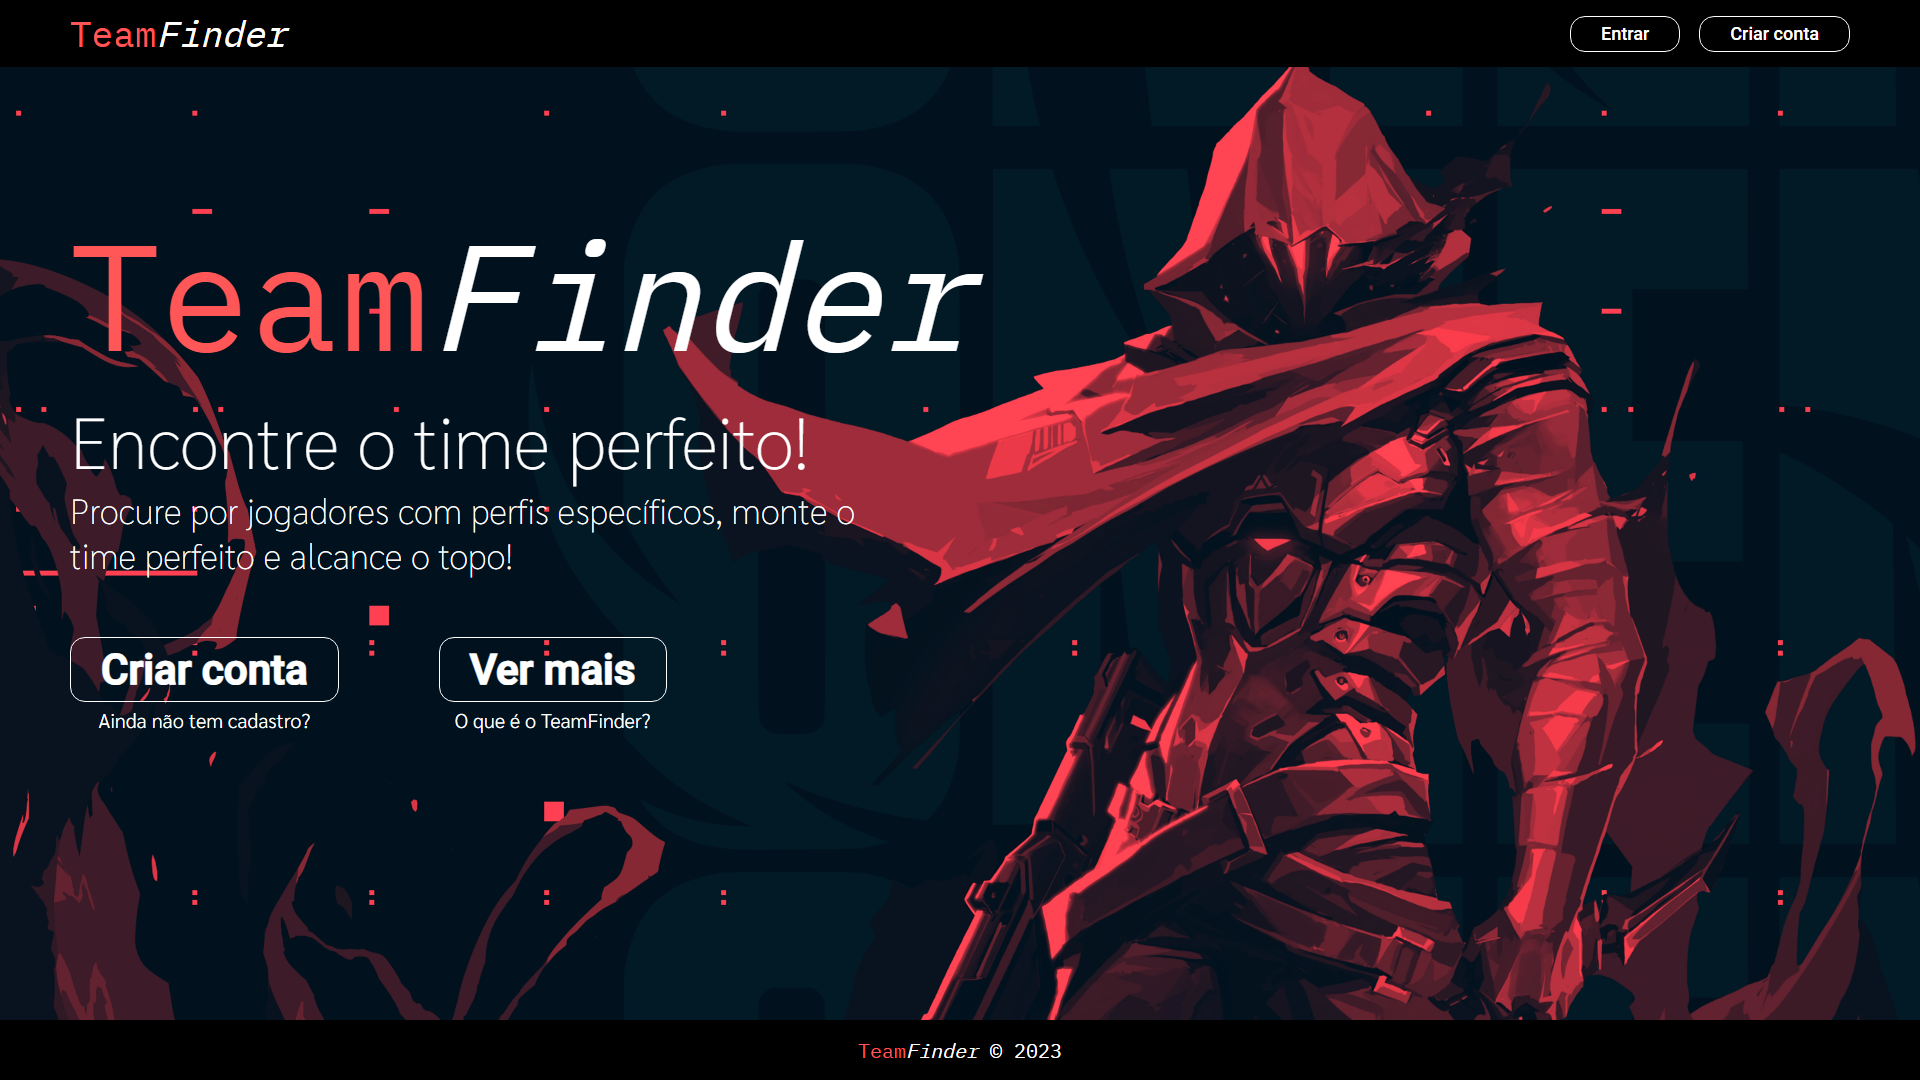 TeamFinder
Entrar
Criar conta
TeamFinder
Encontre o time perfeito!
Procure por jogadores com perfis específicos, monte o
time perfeito e alcance o topo!
Criar conta
Ainda não tem cadastro?
Ver mais
O que é o TeamFinder?
TeamFinder © 2023